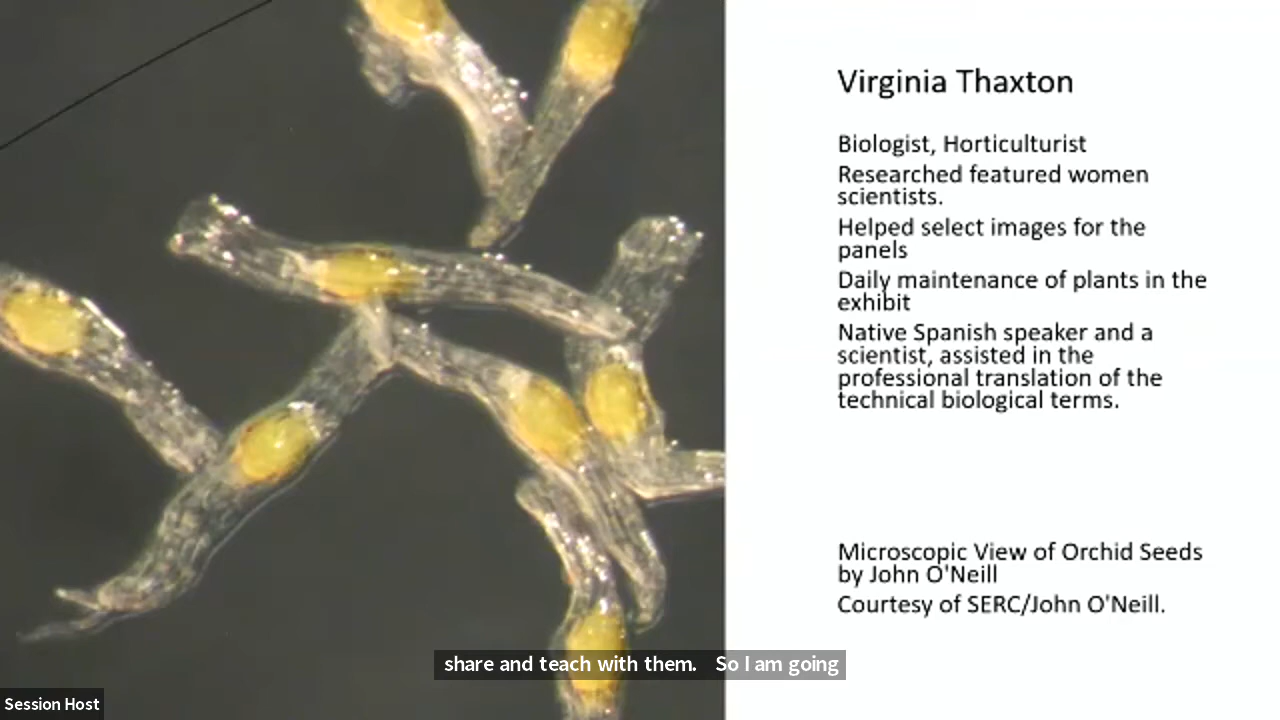 Virginia Thaxton
Biologist, Horticulturist
Researched featured women
scientists.
Helped select images for the
panels
Daily maintenance of plants in the
exhibit
Native Spanish speaker and a
scientist, assisted in the
professional translation of the
technical biological terms.
Microscopic View of Orchid Seeds
by John O'Neill
Courtesy of SERC/John O'Neill.
share and teach with them.   So I am going
Session Host